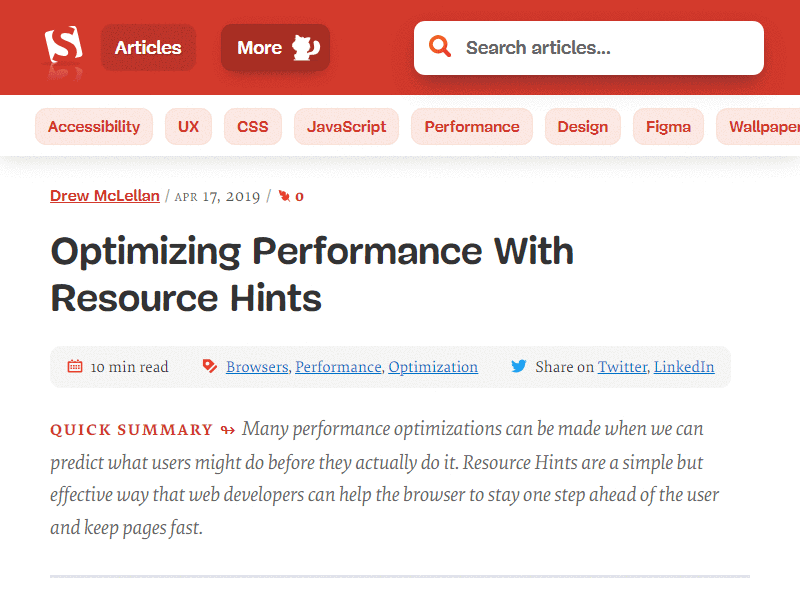 Articles
More
Search articles...
Accessibility UX CSS JavaScript Performance Design Figma Wallpaper
Drew McLellan / APR 17, 2019 / 0
Optimizing Performance With
Resource Hints
10 min read Browsers, Performance, Optimization Share on Twitter, LinkedIn
QUICK SUMMARY ↬ Many performance optimizations can be made when we can
predict what users might do before they actually do it. Resource Hints are a simple but
effective way that web developers can help the browser to stay one step ahead of the user
and keep pages fast.